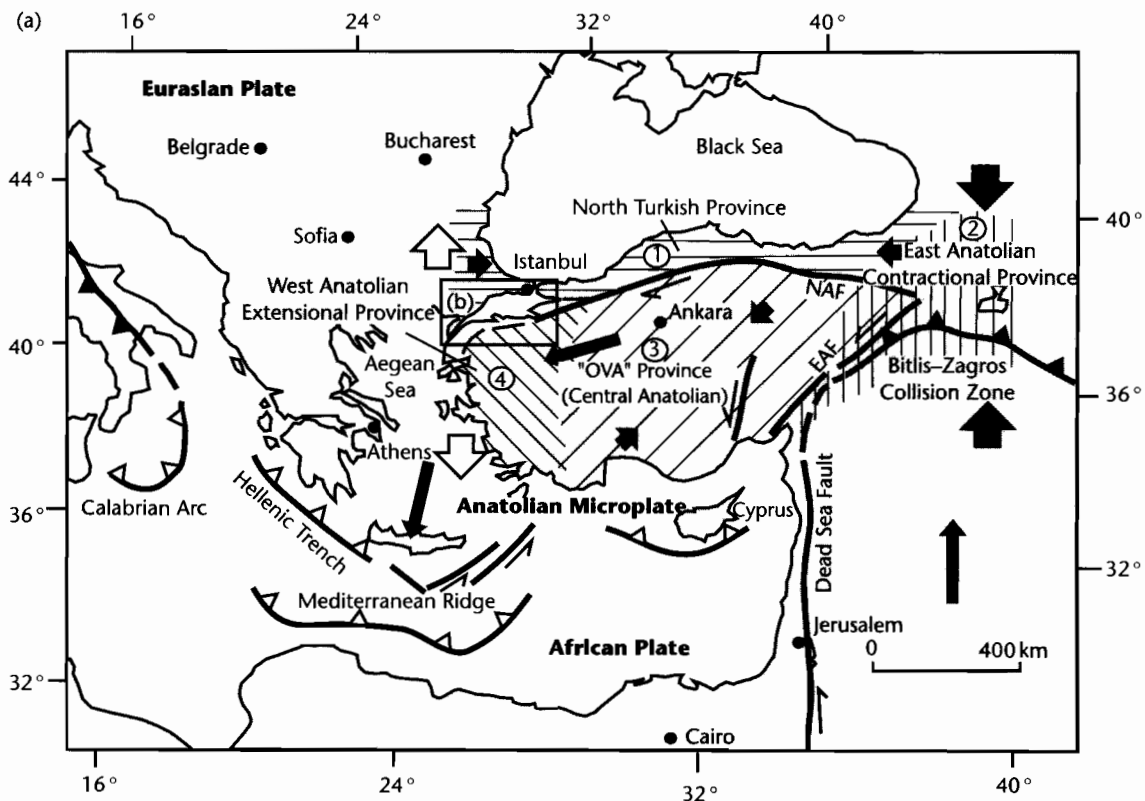 (a)
16° 24° 32° 40°
Eurasian Plate
Belgrade
Bucharest
Black Sea
44°
40°
North Turkish Province
Sofia
2
1
East Anatolian
Contractional Province
Istanbul
West Anatolian
Extensional Province
(b)
NAF
Ankara
40°
3
EAF
Bitlis–Zagros
Collision Zone
Aegean
Sea
4
"OVA" Province
(Central Anatolian)
36°
Athens
Calabrian Arc
Hellenic Trench
Anatolian Microplate
Cyprus
36°
Dead Sea Fault
32°
Mediterranean Ridge
Jerusalem
African Plate
0 400 km
32°
Cairo
16° 24° 32° 40°